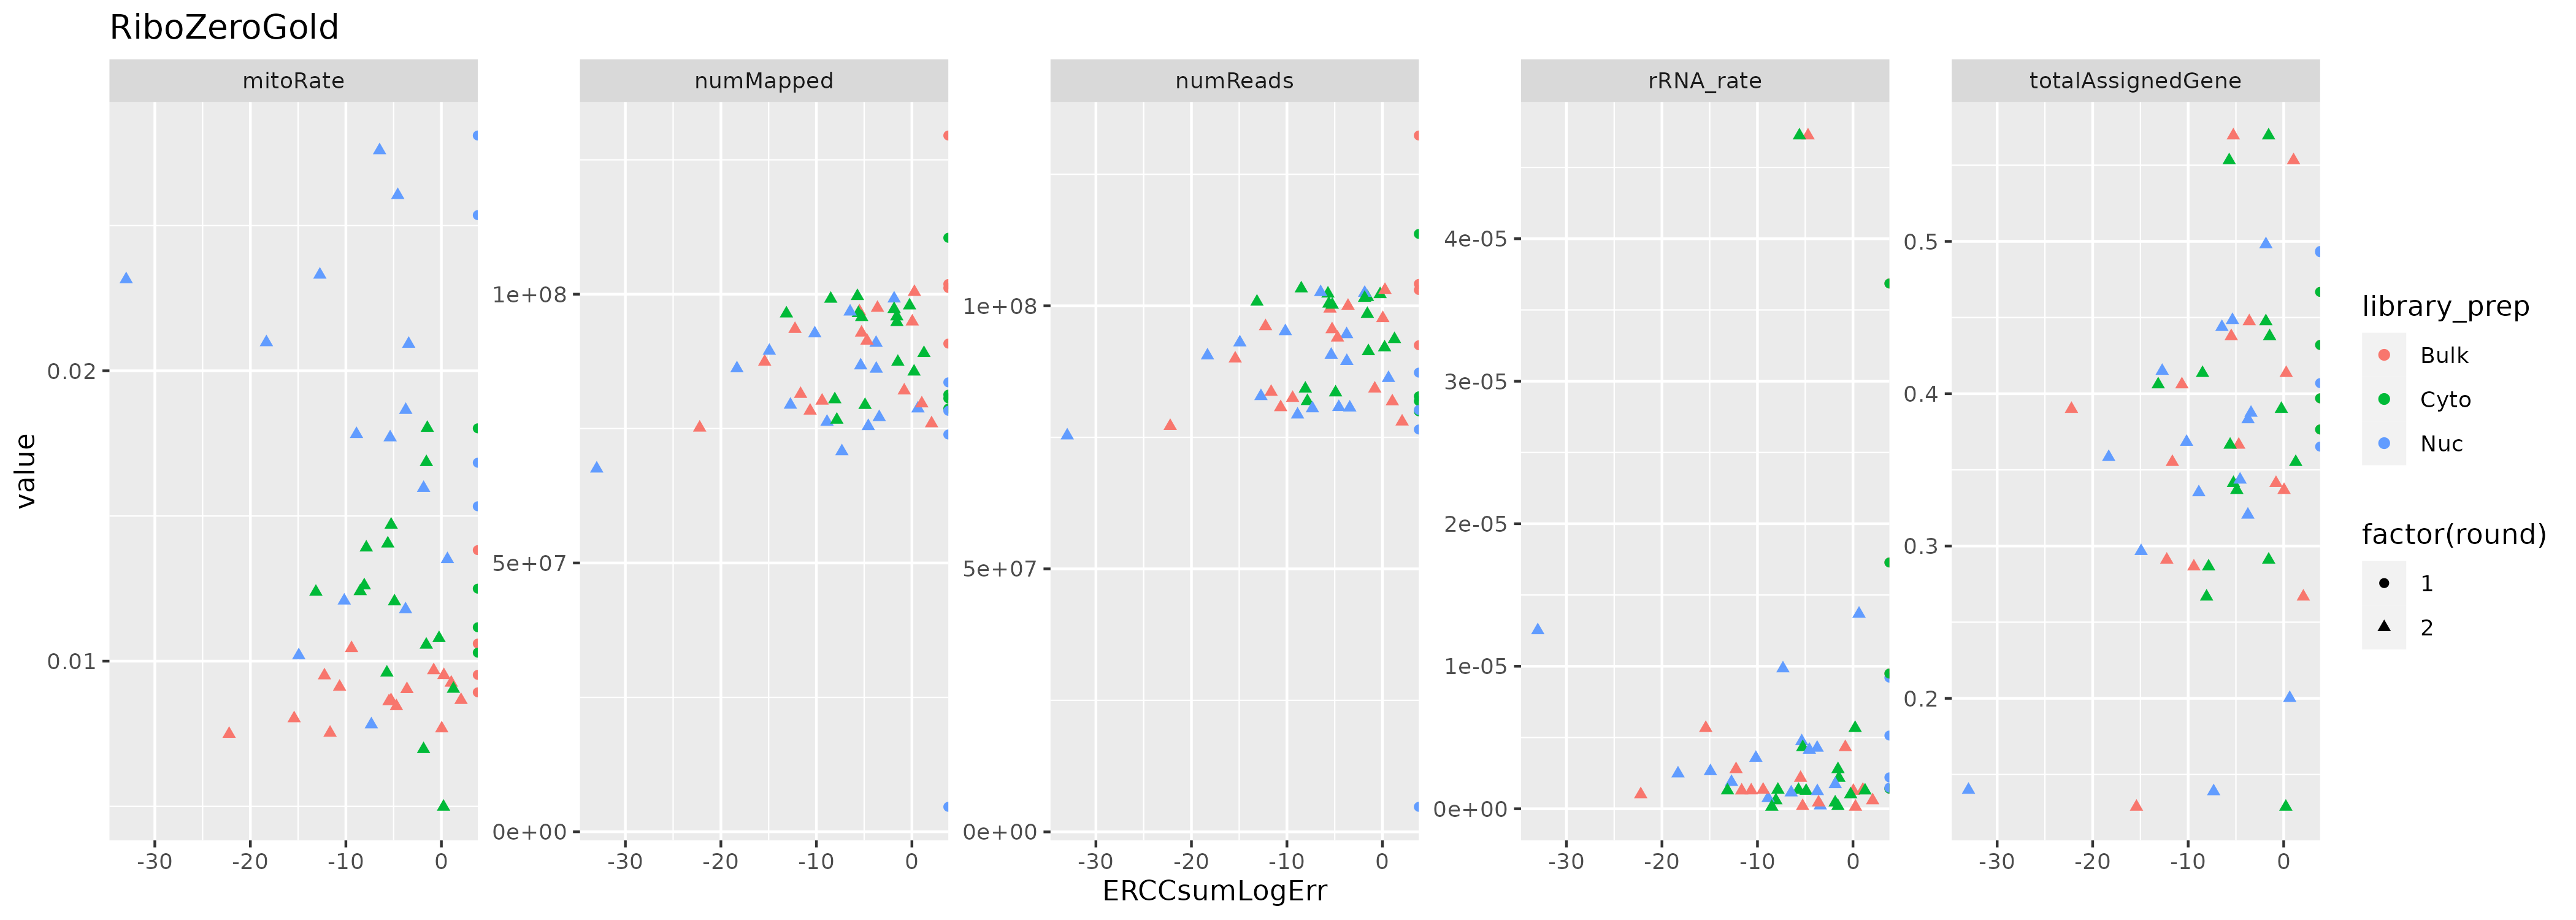 RiboZeroGold
mitoRate
numMapped
numReads
rRNA_rate
totalAssignedGene
value
0.02
0.01
1e+08
5e+07
0e+00
1e+08
5e+07
0e+00
4e-05
3e-05
2e-05
1e-05
0e+00
0.5
0.4
0.3
0.2
-30 -20 -10 0
-30 -20 -10 0
-30 -20 -10 0
-30 -20 -10 0
-30 -20 -10 0
ERCCsumLogErr
library_prep
Bulk
Cyto
Nuc
factor(round)
1
2